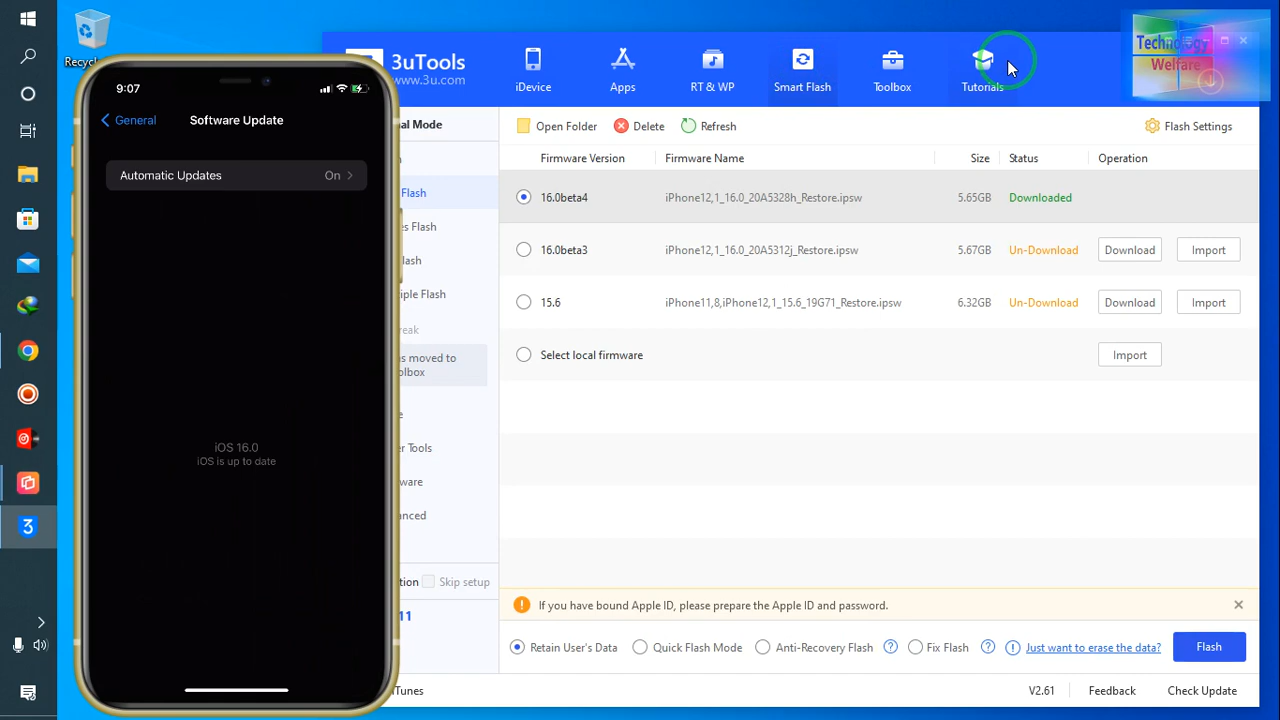 Recyc
3uTools
www.3u.com
iDevice
Apps
RT & WP
Smart Flash
Toolbox
Tutorials
Technology
Welfare
9:07
General
Software Update
Automatic Updates
On
iOS 16.0
iOS is up to date
al Mode
Flash
es Flash
lash
iple Flash
reak
s moved to
olbox
e
r Tools
ware
anced
tion
Skip setup
11
iTunes
Open Folder
Delete
Refresh
Flash Settings
Firmware Version
Firmware Name
Size
Status
Operation
16.0beta4
iPhone12,1_16.0_20A5328h_Restore.ipsw
5.65GB
Downloaded
16.0beta3
iPhone12,1_16.0_20A5312j_Restore.ipsw
5.67GB
Un-Download
Download
Import
15.6
iPhone11,8,iPhone12,1_15.6_19G71_Restore.ipsw
6.32GB
Un-Download
Download
Import
Select local firmware
Import
If you have bound Apple ID, please prepare the Apple ID and password.
Retain User's Data
Quick Flash Mode
Anti-Recovery Flash
Fix Flash
Just want to erase the data?
Flash
V2.61
Feedback
Check Update
3